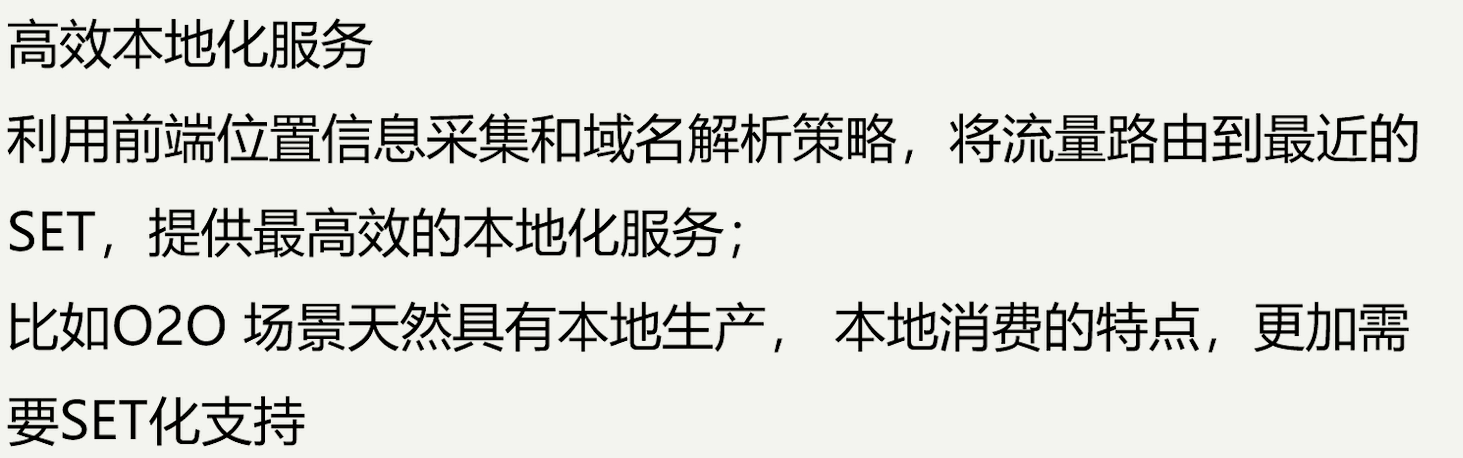 高效本地化服务
利用前端位置信息采集和域名解析策略，将流量路由到最近的
SET，提供最高效的本地化服务；
比如O2O 场景天然具有本地生产， 本地消费的特点，更加需
要SET化支持